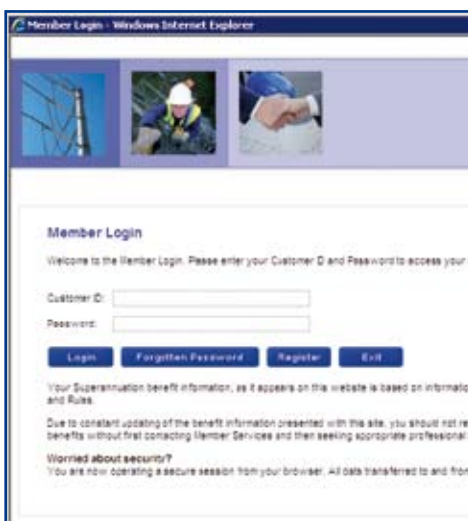 Member Login - Windows Internet Explorer
Member Login
Welcome to the Member Login. Please enter your Customer ID and Password to access your
Customer ID:
Password:
Login Forgotten Password Register Exit
Your Superannuation benefit information, as it appears on this website is based on informatio
and Rules.
Due to constant updating of the benefit information presented with this site, you should not re
benefits without first contacting Member Services and then seeking appropriate professional
Worried about security?
You are now operating a secure session from your browser. All data transferred to and from